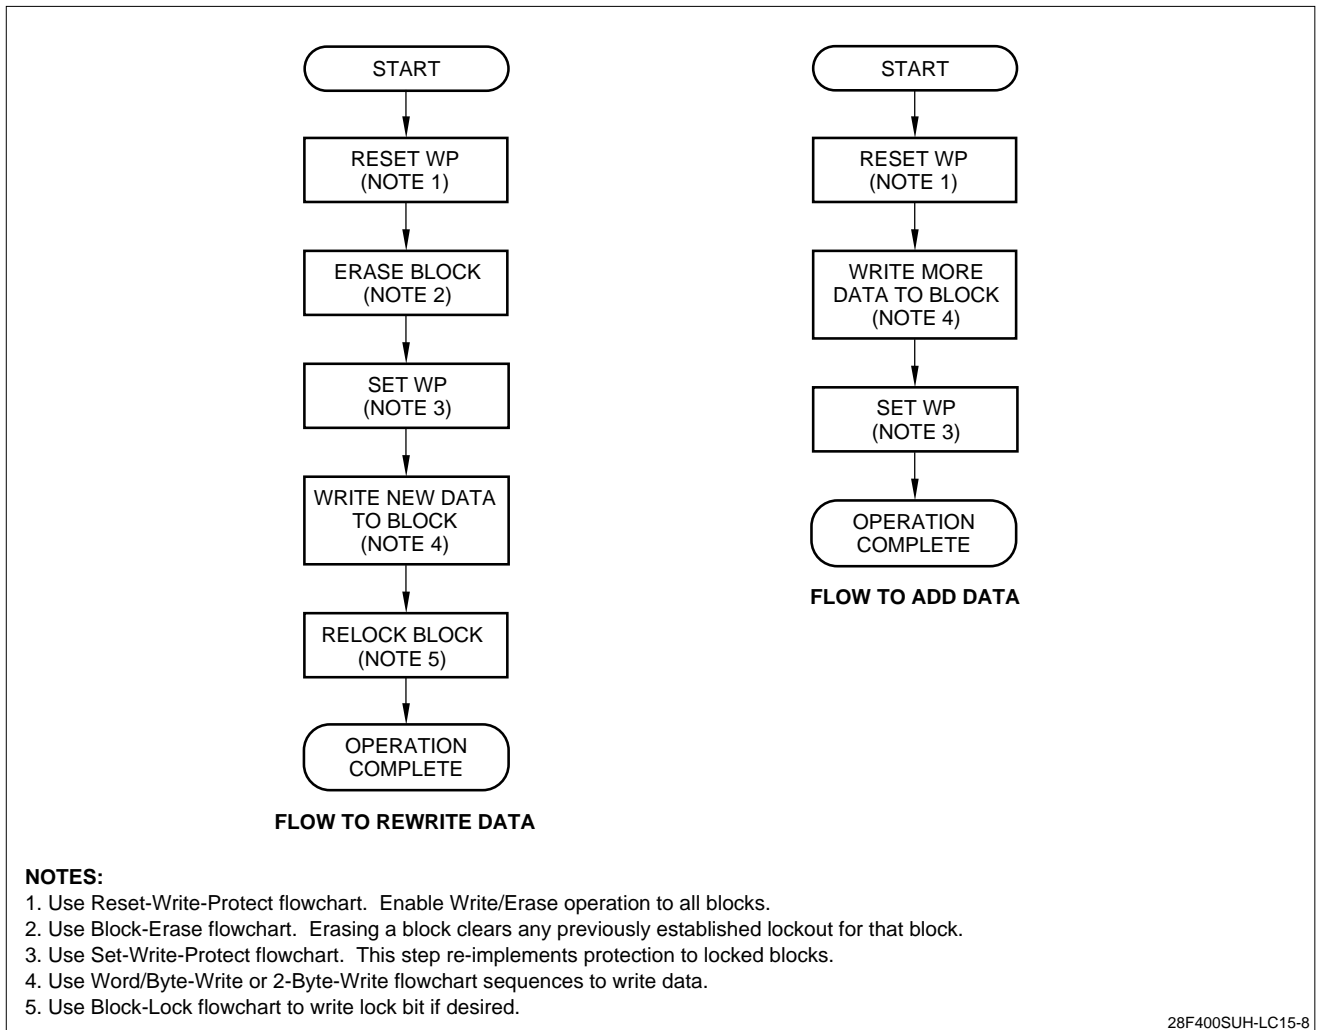 START
RESET WP
(NOTE 1)
ERASE BLOCK
(NOTE 2)
SET WP
(NOTE 3)
WRITE NEW DATA
TO BLOCK
(NOTE 4)
RELOCK BLOCK
(NOTE 5)
OPERATION
COMPLETE
FLOW TO REWRITE DATA
START
RESET WP
(NOTE 1)
WRITE MORE
DATA TO BLOCK
(NOTE 4)
SET WP
(NOTE 3)
OPERATION
COMPLETE
FLOW TO ADD DATA
NOTES:
1. Use Reset-Write-Protect flowchart.  Enable Write/Erase operation to all blocks.
2. Use Block-Erase flowchart.  Erasing a block clears any previously established lockout for that block.
3. Use Set-Write-Protect flowchart.  This step re-implements protection to locked blocks.
4. Use Word/Byte-Write or 2-Byte-Write flowchart sequences to write data.
5. Use Block-Lock flowchart to write lock bit if desired.
28F400SUH-LC15-8